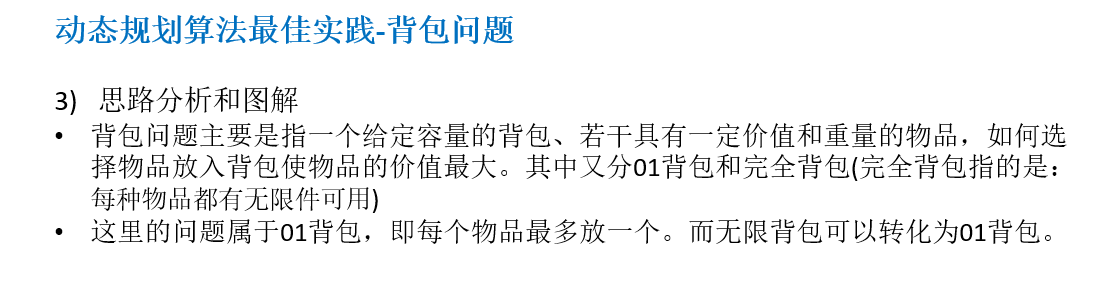 动态规划算法最佳实践-背包问题
3) 思路分析和图解
• 背包问题主要是指一个给定容量的背包、若干具有一定价值和重量的物品，如何选
择物品放入背包使物品的价值最大。其中又分01背包和完全背包(完全背包指的是：
每种物品都有无限件可用)
• 这里的问题属于01背包，即每个物品最多放一个。而无限背包可以转化为01背包。